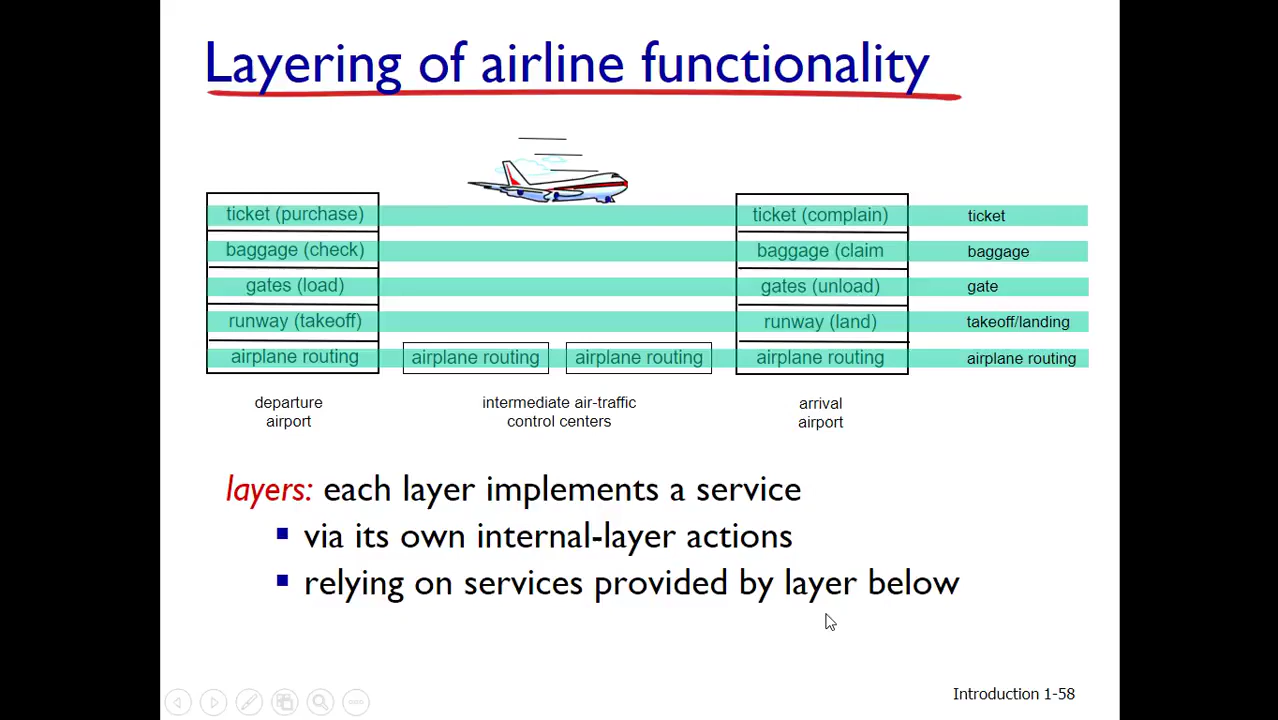 Layering of airline functionality
ticket (purchase) ticket (complain) ticket
baggage (check) baggage (claim baggage
gates (load) gates (unload) gate
runway (takeoff) runway (land) takeoff/landing
airplane routing airplane routing airplane routing airplane routing airplane routing
departure intermediate air-traffic arrival
airport control centers airport
layers: each layer implements a service
▪ via its own internal-layer actions
▪ relying on services provided by layer below
Introduction 1-58